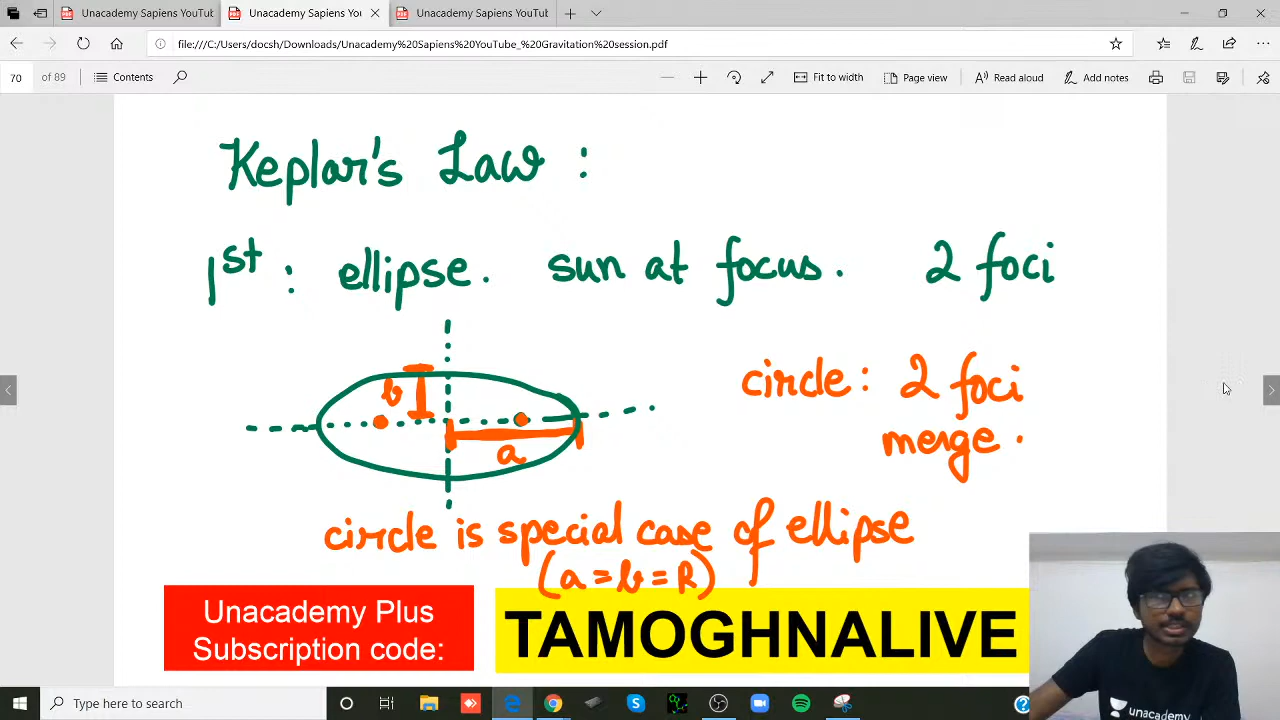 Unacademy Sapiens YouTub
Unacademy Sapiens YouT
Unacademy Sapiens YouTub
file:///C:/Users/docsh/Downloads/Unacademy%20Sapiens%20YouTube_%20Gravitation%20session.pdf
70 of 89 Contents Fit to width Page view Read aloud Add notes
Keplar's Law :
1st : ellipse. sun at focus. 2 foci
b
a
circle: 2 foci
merge.
circle is special case of ellipse
(a = b = R)
Unacademy Plus
Subscription code:
TAMOGHNALIVE
unacademy
Type here to search